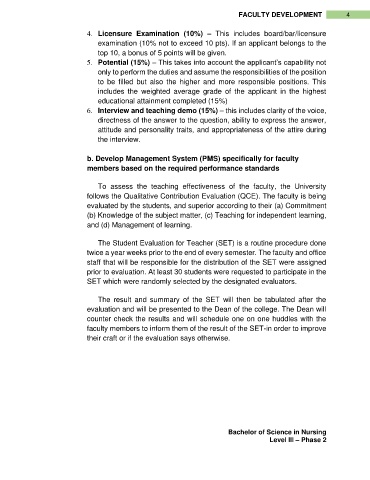 FACULTY DEVELOPMENT 4
4. Licensure Examination (10%) – This includes board/bar/licensure
examination (10% not to exceed 10 pts). If an applicant belongs to the
top 10, a bonus of 5 points will be given.
5. Potential (15%) – This takes into account the applicant's capability not
only to perform the duties and assume the responsibilities of the position
to be filled but also the higher and more responsible positions. This
includes the weighted average grade of the applicant in the highest
educational attainment completed (15%)
6. Interview and teaching demo (15%) – this includes clarity of the voice,
directness of the answer to the question, ability to express the answer,
attitude and personality traits, and appropriateness of the attire during
the interview.
b. Develop Management System (PMS) specifically for faculty
members based on the required performance standards
To assess the teaching effectiveness of the faculty, the University
follows the Qualitative Contribution Evaluation (QCE). The faculty is being
evaluated by the students, and superior according to their (a) Commitment
(b) Knowledge of the subject matter, (c) Teaching for independent learning,
and (d) Management of learning.
The Student Evaluation for Teacher (SET) is a routine procedure done
twice a year weeks prior to the end of every semester. The faculty and office
staff that will be responsible for the distribution of the SET were assigned
prior to evaluation. At least 30 students were requested to participate in the
SET which were randomly selected by the designated evaluators.
The result and summary of the SET will then be tabulated after the
evaluation and will be presented to the Dean of the college. The Dean will
counter check the results and will schedule one on one huddles with the
faculty members to inform them of the result of the SET-in order to improve
their craft or if the evaluation says otherwise.
Bachelor of Science in Nursing
Level III – Phase 2